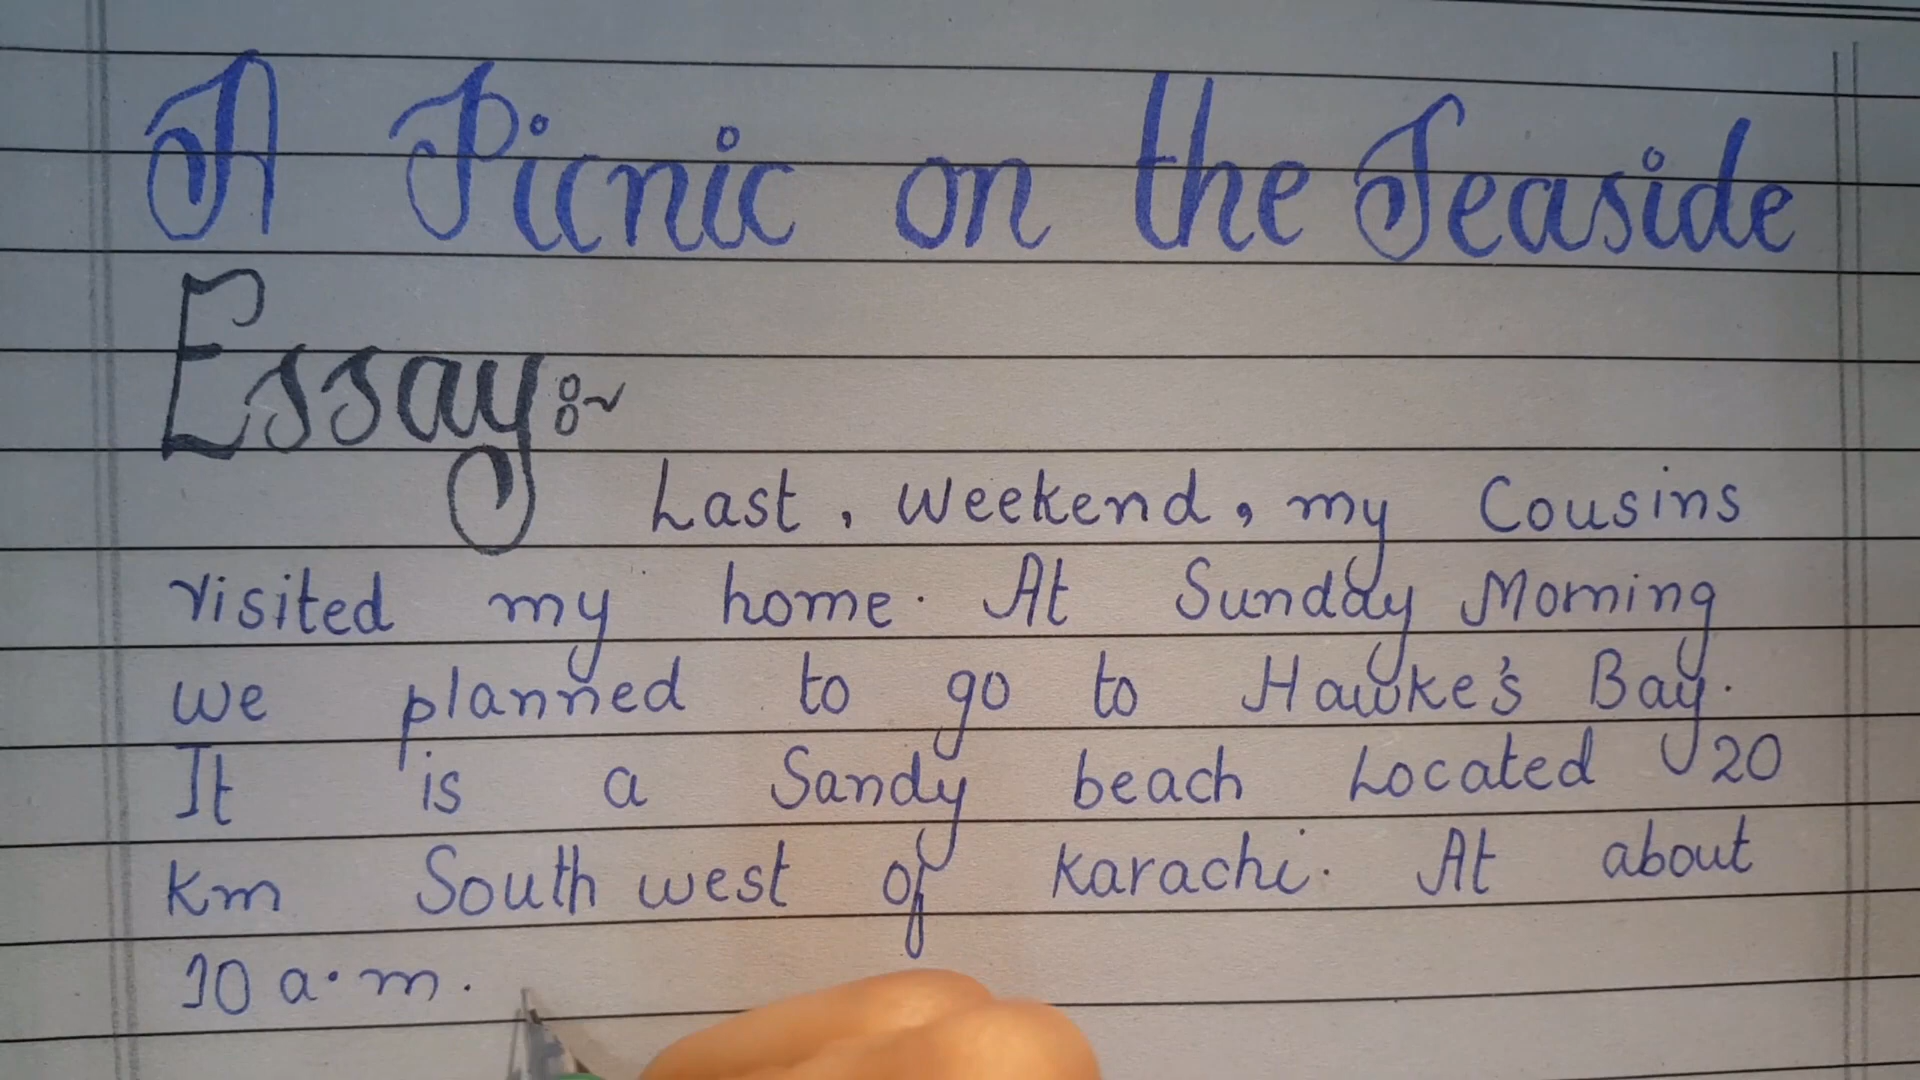 A Picnic on the Seaside
Essay:~
Last, weekend, my Cousins
visited my home. At Sunday Morning
we planned to go to Hawke's Bay.
It is a Sandy beach Located 20
km South west of karachi. At about
10 a.m.